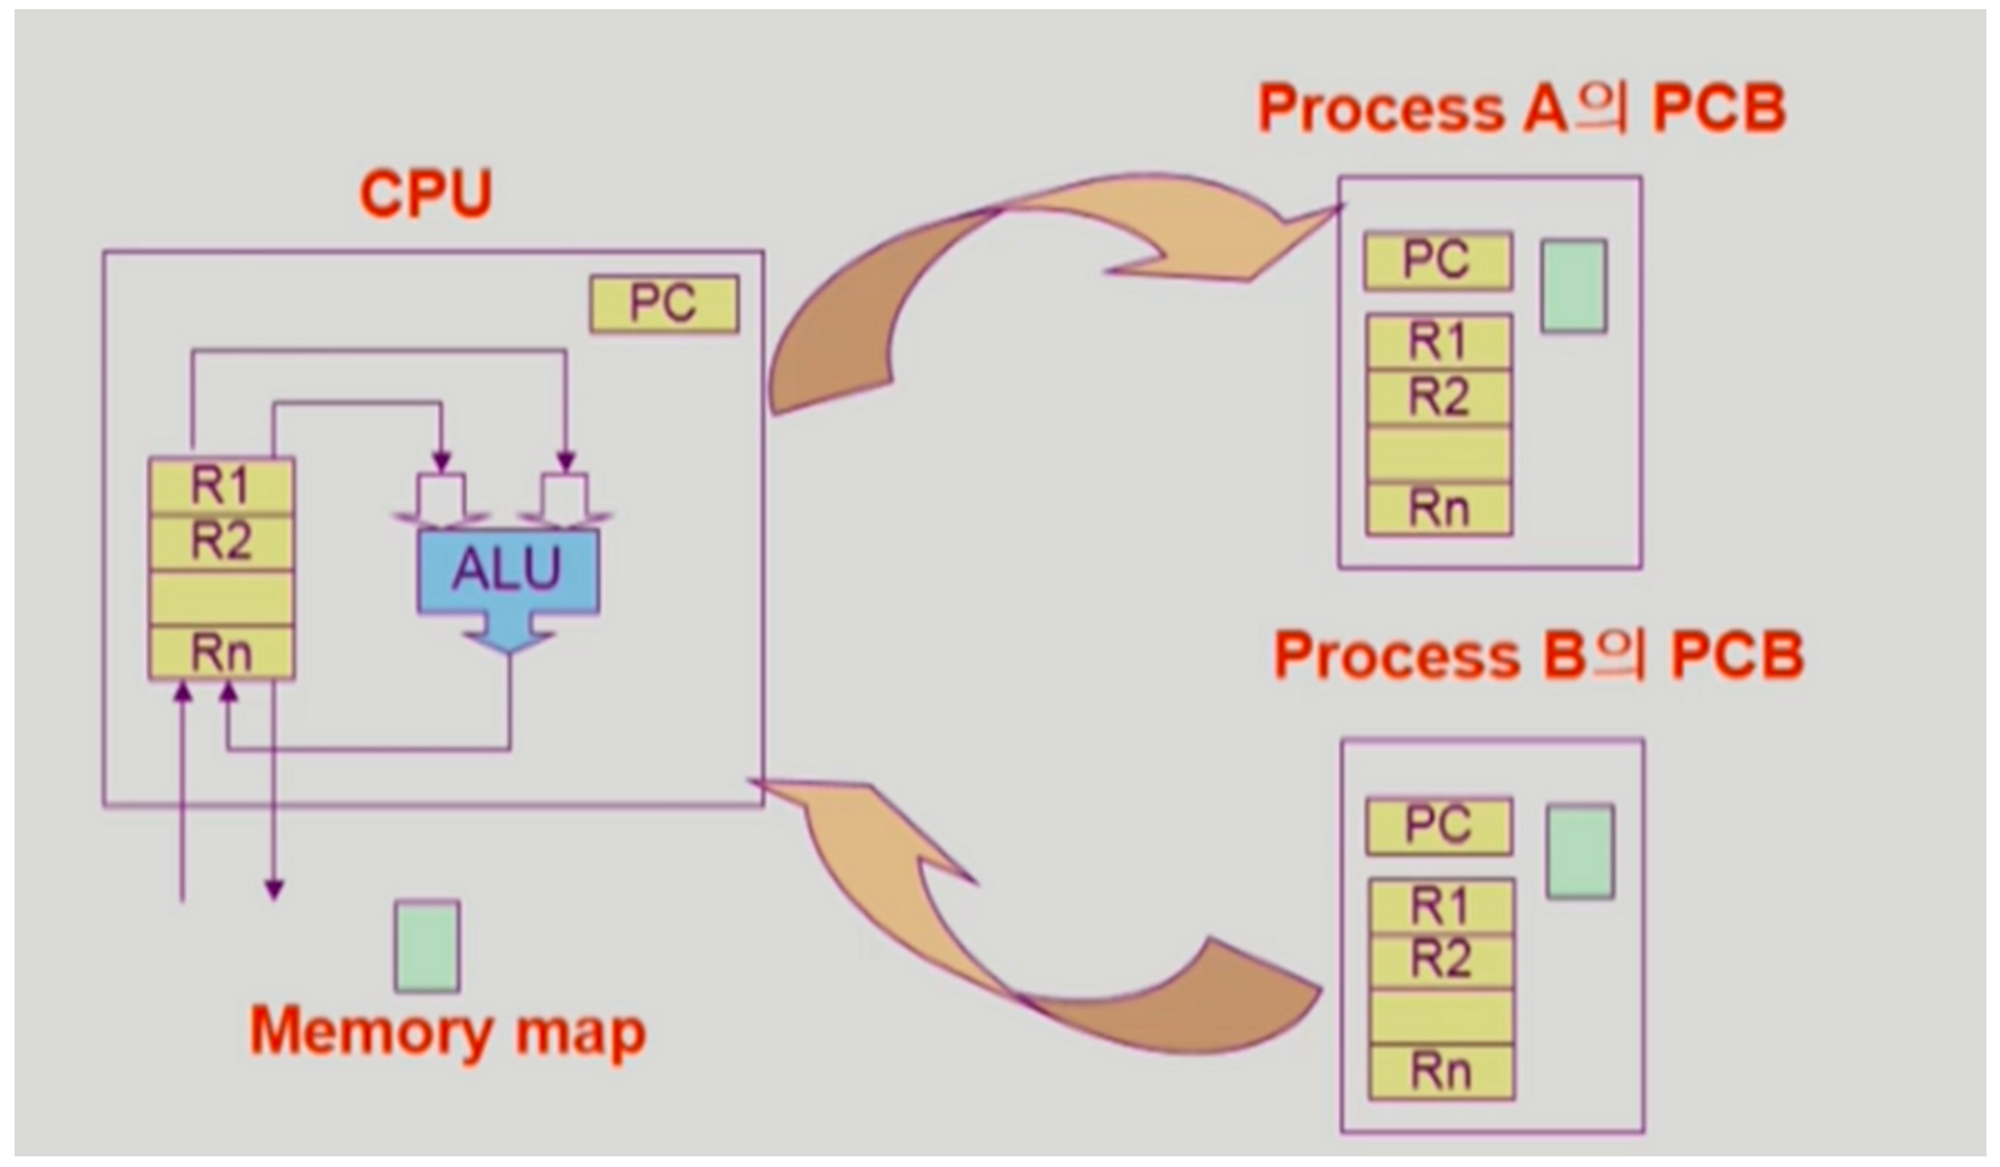 CPU
PC
R1
R2
Rn
ALU
Memory map
Process A의 PCB
PC
R1
R2
Rn
Process B의 PCB
PC
R1
R2
Rn